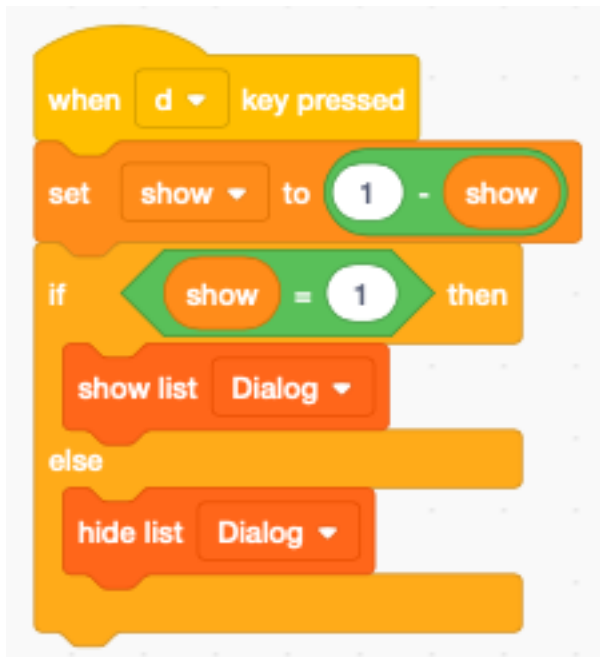 when d key pressed
set show to 1 - show
if show = 1 then
show list Dialog
else
hide list Dialog